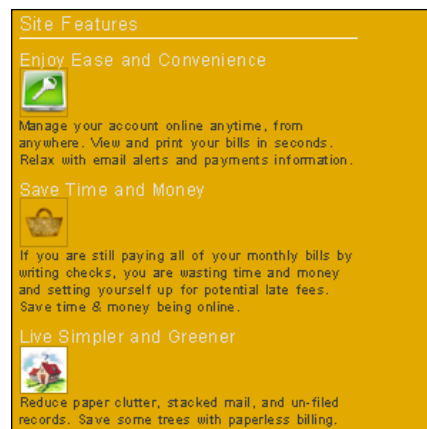 Site Features
Enjoy Ease and Convenience
Manage your account online anytime, from
anywhere. View and print your bills in seconds.
Relax with email alerts and payments information.
Save Time and Money
If you are still paying all of your monthly bills by
writing checks, you are wasting time and money
and setting yourself up for potential late fees.
Save time & money being online.
Live Simpler and Greener
Reduce paper clutter, stacked mail, and un-filed
records. Save some trees with paperless billing.